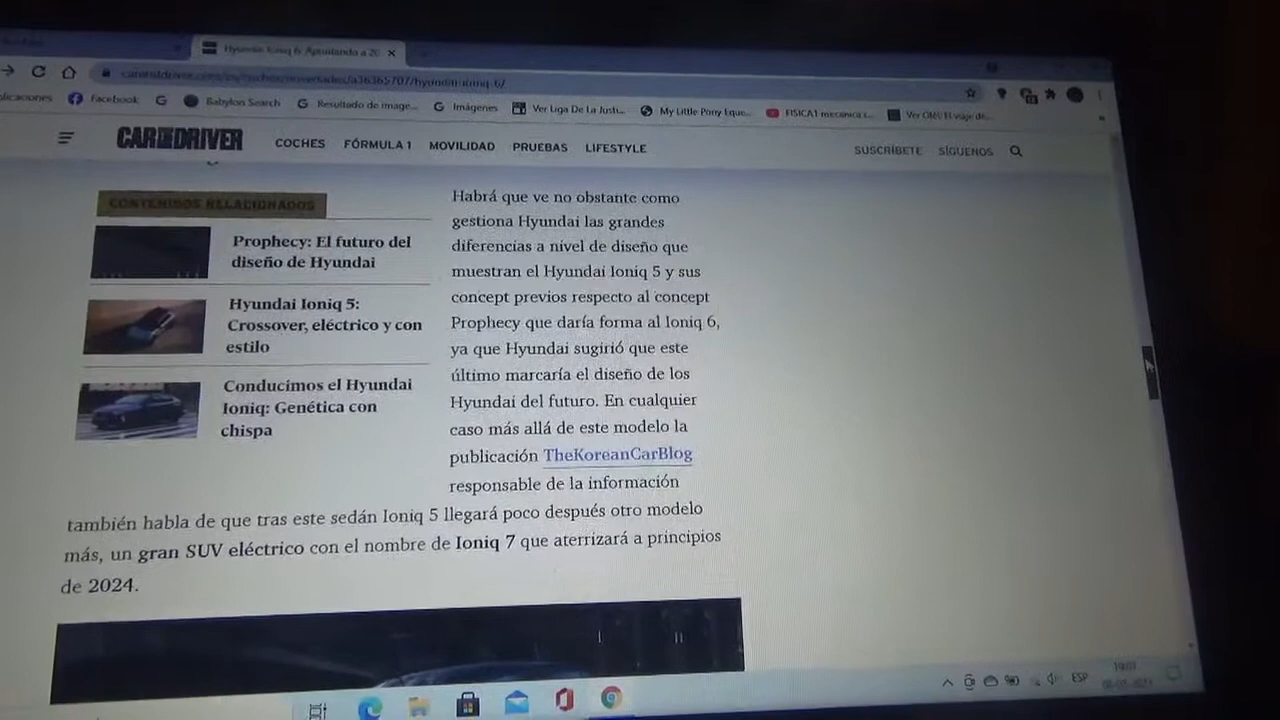 Hyundai Ioniq 6: Apuntando a 20
Facebook
Babylon Search
Resultado de image...
Imágenes
Ver Liga De La Justi...
My Little Pony Eque...
FISICA1 mecanica
CAR AND DRIVER
COCHES
FÓRMULA 1
MOVILIDAD
PRUEBAS
LIFESTYLE
SUSCRÍBETE
SÍGUENOS
CONTENIDOS RELACIONADOS
Prophecy: El futuro del
diseño de Hyundai
Hyundai Ioniq 5:
Crossover, eléctrico y con
estilo
Conducimos el Hyundai
Ioniq: Genética con
chispa
Habrá que ve no obstante como
gestiona Hyundai las grandes
diferencias a nivel de diseño que
muestran el Hyundai Ioniq 5 y sus
concept previos respecto al concept
Prophecy que daría forma al Ioniq 6,
ya que Hyundai sugirió que este
último marcaría el diseño de los
Hyundai del futuro. En cualquier
caso más allá de este modelo la
publicación TheKoreanCarBlog
responsable de la información
también habla de que tras este sedán Ioniq 5 llegará poco después otro modelo
más, un gran SUV eléctrico con el nombre de Ioniq 7 que aterrizará a principios
de 2024.
ESP